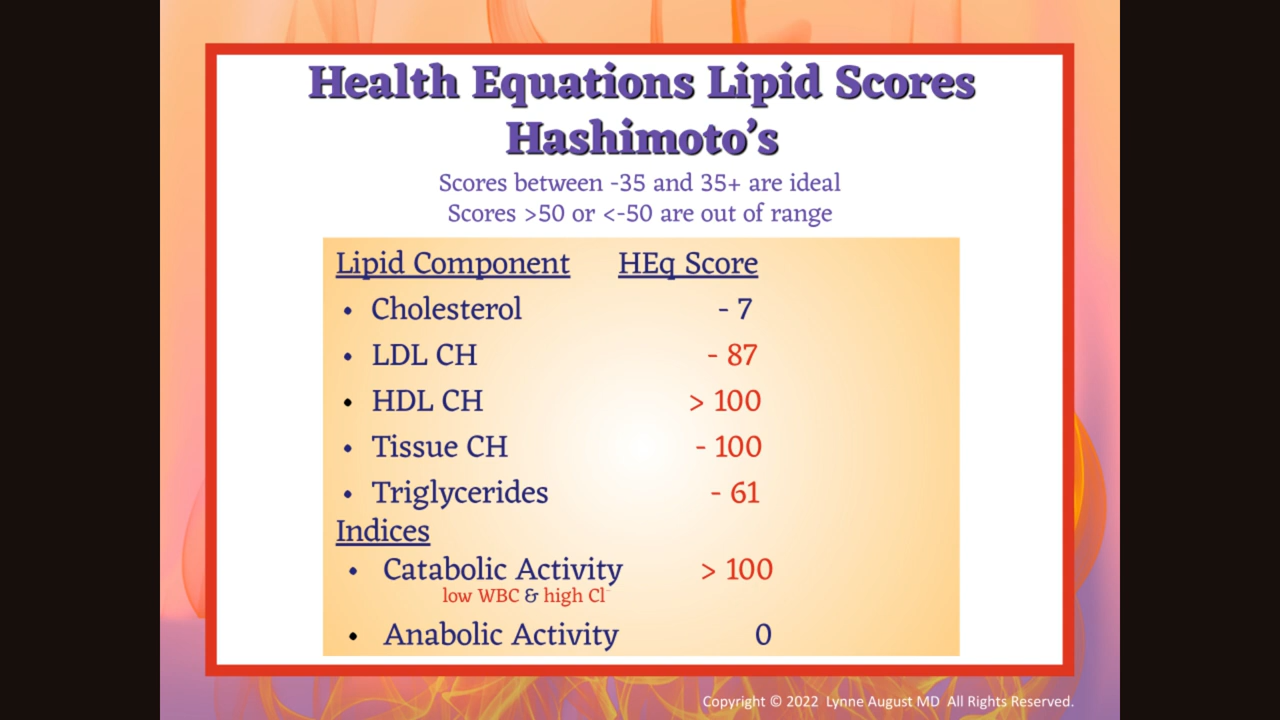 Health Equations Lipid Scores
Hashimoto's
Scores between -35 and 35+ are ideal
Scores >50 or <-50 are out of range
Lipid Component HEq Score
• Cholesterol - 7
• LDL CH - 87
• HDL CH > 100
• Tissue CH - 100
• Triglycerides - 61
Indices
• Catabolic Activity > 100
low WBC & high Cl⁻
• Anabolic Activity 0
Copyright © 2022 Lynne August MD All Rights Reserved.